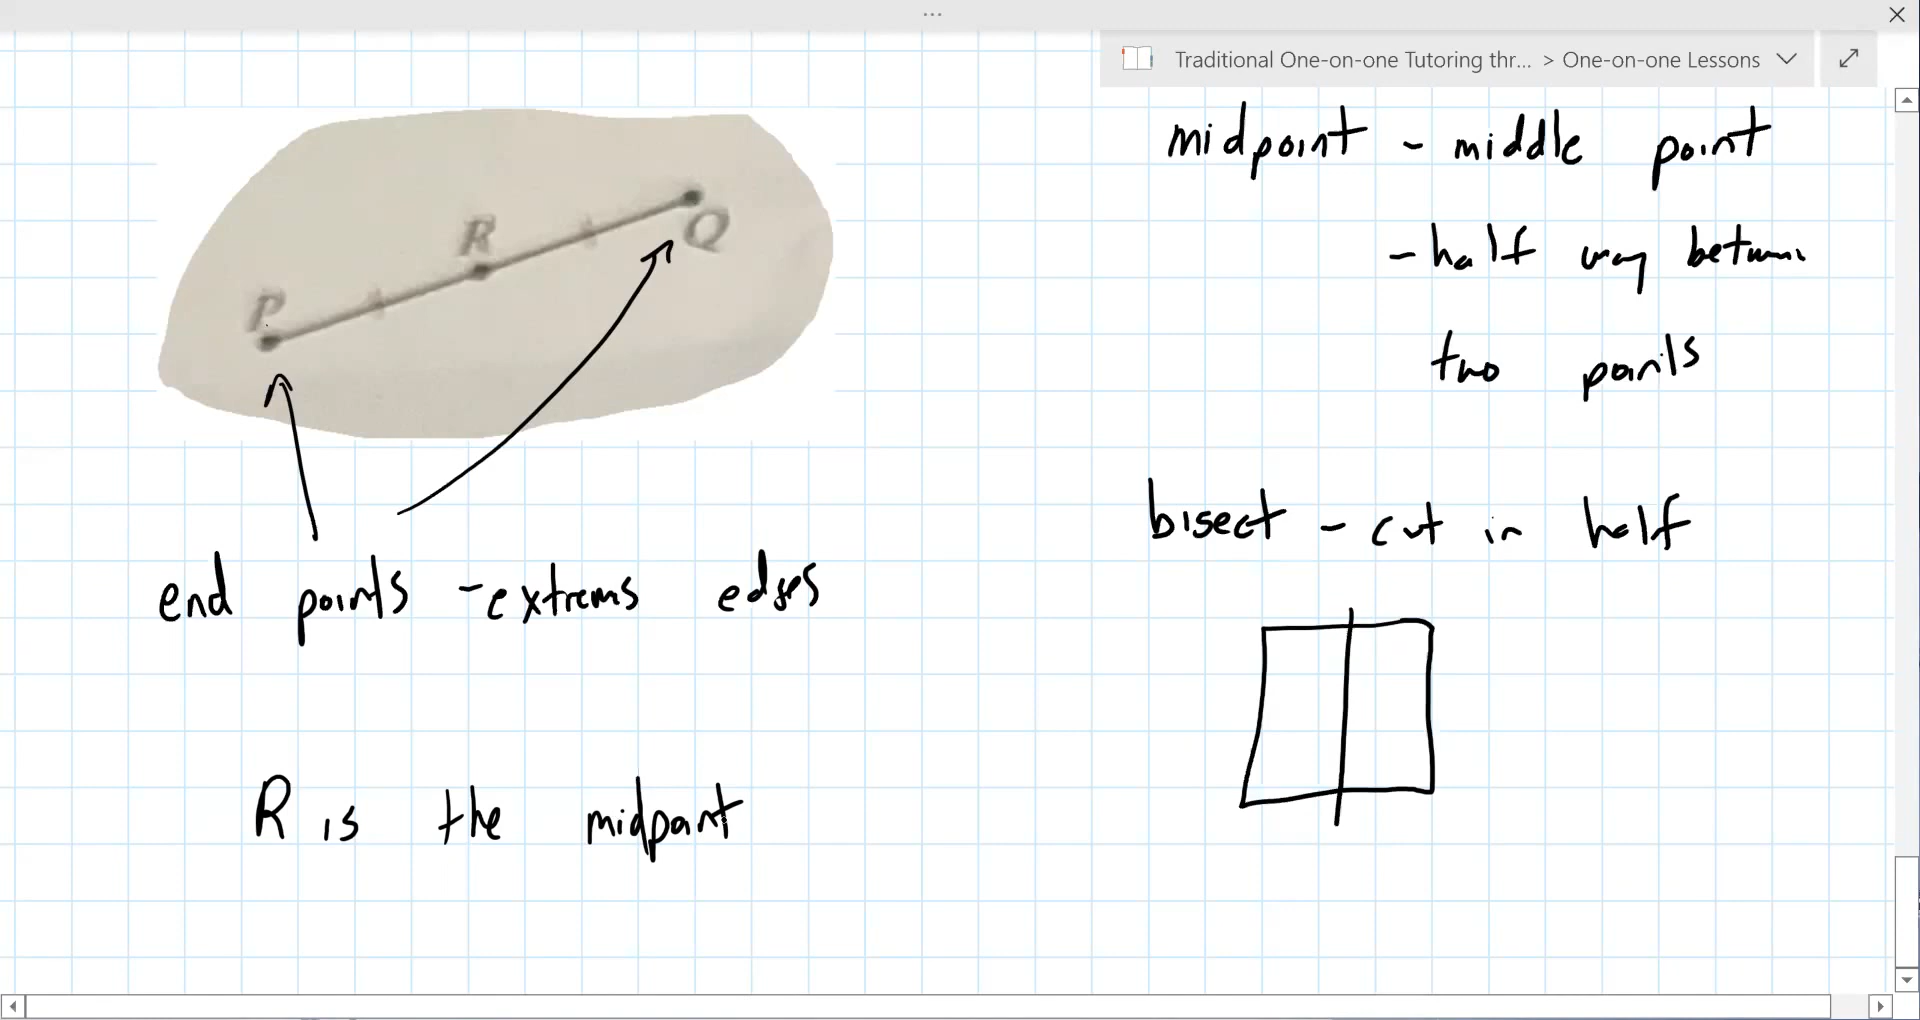 ...
Traditional One-on-one Tutoring thr... > One-on-one Lessons
midpoint - middle point
- half way between
two points
R
Q
P
bisect - cut in half
end points - extreme edges
R is the midpoint